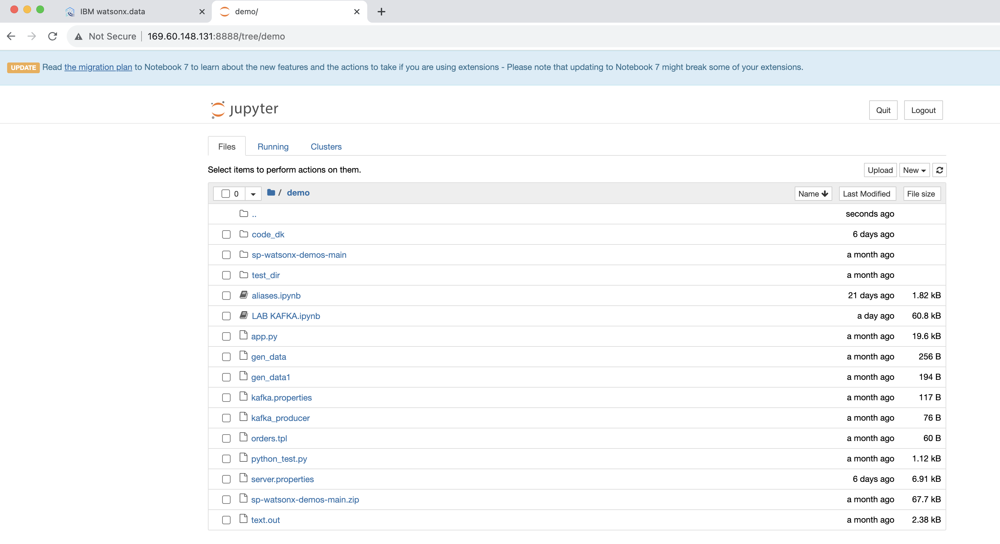 IBM watsonx.data
demo/
Not Secure 169.60.148.131:8888/tree/demo
UPDATE Read the migration plan to Notebook 7 to learn about the new features and the actions to take if you are using extensions - Please note that updating to Notebook 7 might break some of your extensions.
jupyter
Quit Logout
Files Running Clusters
Select items to perform actions on them.
Upload New
0 / demo Name Last Modified File size
.. seconds ago
code_dk 6 days ago
sp-watsonx-demos-main a month ago
test_dir a month ago
aliases.ipynb 21 days ago 1.82 kB
LAB KAFKA.ipynb a day ago 60.8 kB
app.py a month ago 19.6 kB
gen_data a month ago 256 B
gen_data1 a month ago 194 B
kafka.properties a month ago 117 B
kafka_producer a month ago 76 B
orders.tpl a month ago 60 B
python_test.py a month ago 1.12 kB
server.properties 6 days ago 6.91 kB
sp-watsonx-demos-main.zip a month ago 67.7 kB
text.out a month ago 2.38 kB